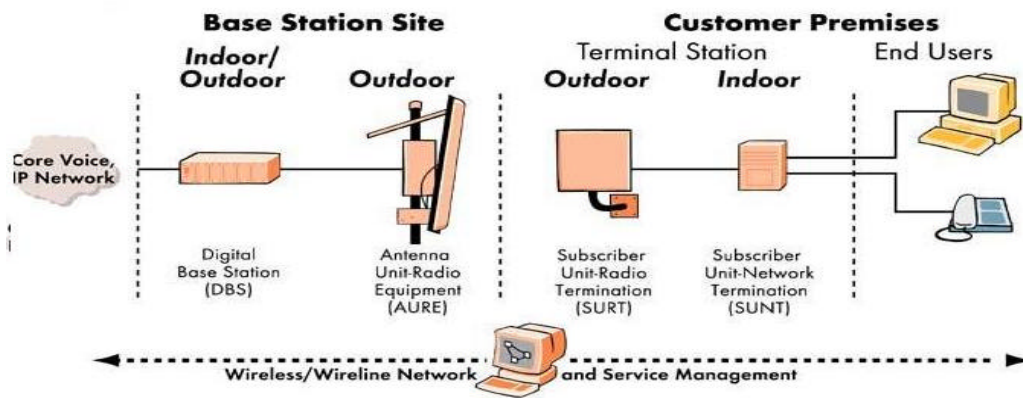 Base Station Site
Customer Premises
Indoor/
Outdoor
Outdoor
Terminal Station
Outdoor
Indoor
End Users
Core Voice,
IP Network
Digital
Base Station
(DBS)
Antenna
Unit-Radio
Equipment
(AURE)
Subscriber
Unit-Radio
Termination
(SURT)
Subscriber
Unit-Network
Termination
(SUNT)
Wireless/Wireline Network and Service Management